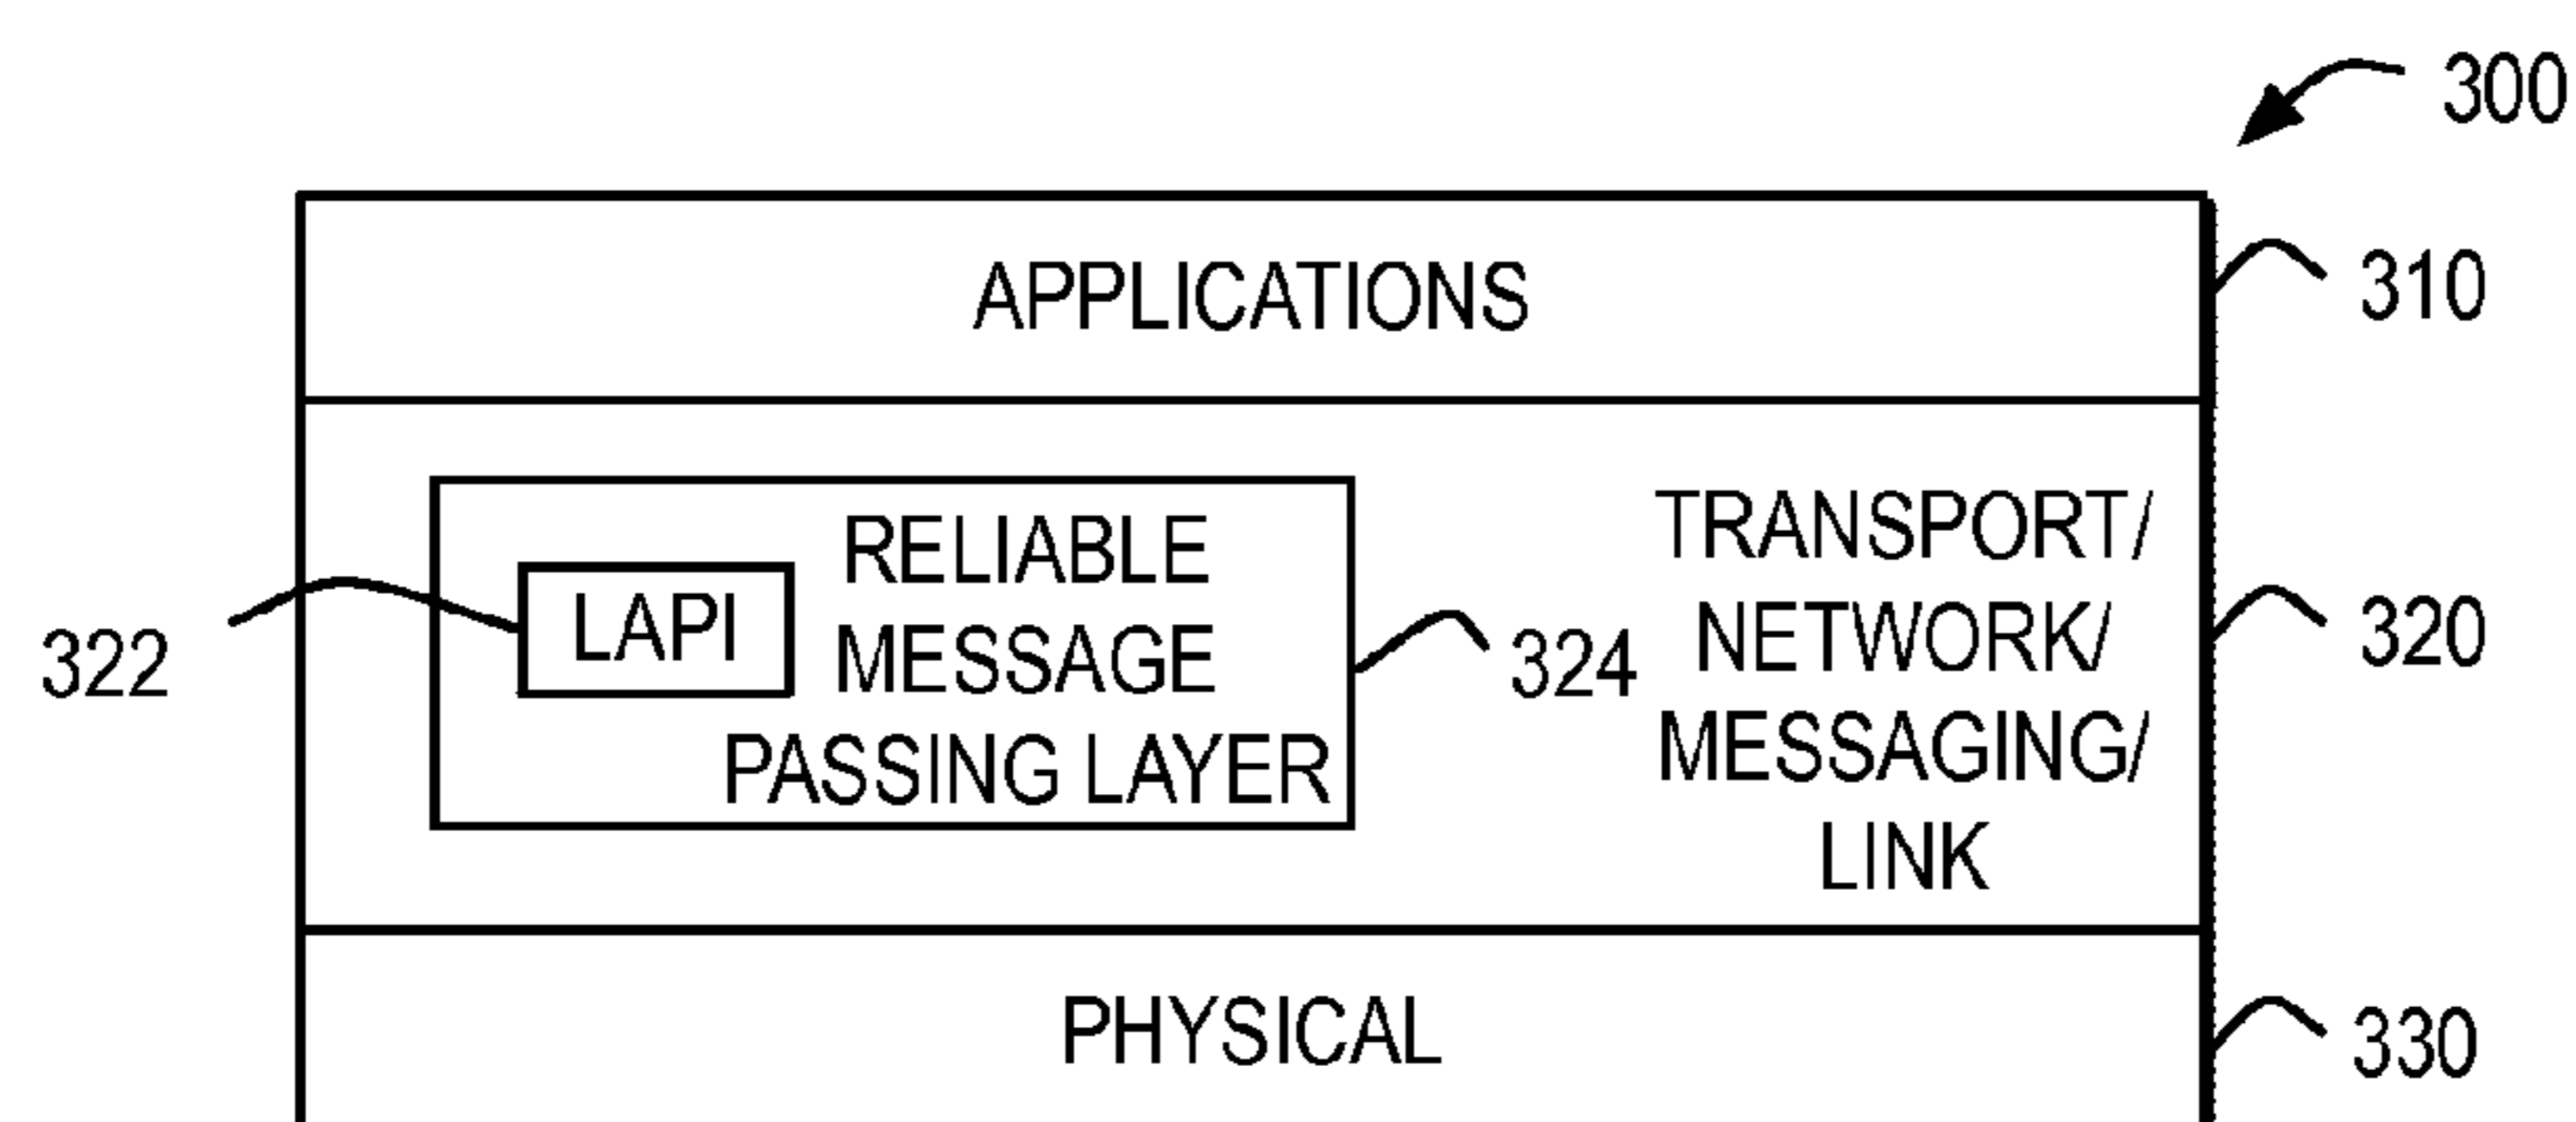 300
APPLICATIONS
310
322
LAPI
RELIABLE
MESSAGE
PASSING LAYER
324
TRANSPORT/
NETWORK/
MESSAGING/
LINK
320
PHYSICAL
330